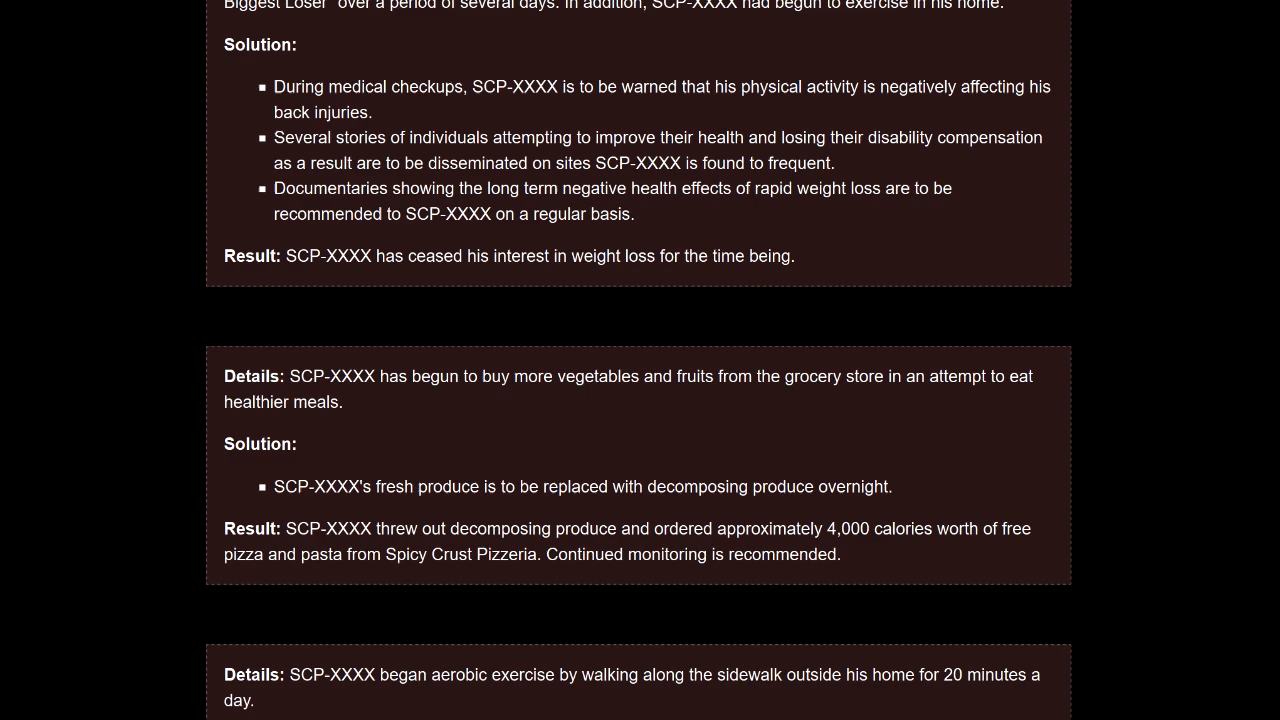 Biggest Loser" over a period of several days. In addition, SCP-XXXX had begun to exercise in his home.
Solution:
During medical checkups, SCP-XXXX is to be warned that his physical activity is negatively affecting his
back injuries.
Several stories of individuals attempting to improve their health and losing their disability compensation
as a result are to be disseminated on sites SCP-XXXX is found to frequent.
Documentaries showing the long term negative health effects of rapid weight loss are to be
recommended to SCP-XXXX on a regular basis.
Result: SCP-XXXX has ceased his interest in weight loss for the time being.
Details: SCP-XXXX has begun to buy more vegetables and fruits from the grocery store in an attempt to eat
healthier meals.
Solution:
SCP-XXXX's fresh produce is to be replaced with decomposing produce overnight.
Result: SCP-XXXX threw out decomposing produce and ordered approximately 4,000 calories worth of free
pizza and pasta from Spicy Crust Pizzeria. Continued monitoring is recommended.
Details: SCP-XXXX began aerobic exercise by walking along the sidewalk outside his home for 20 minutes a
day.